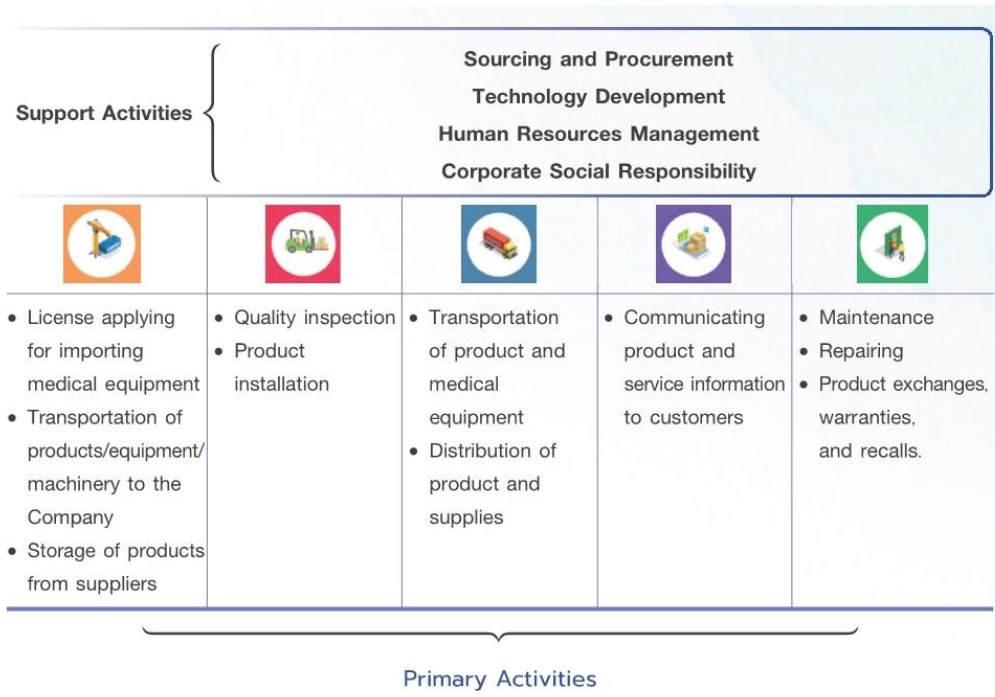 Support Activities
Sourcing and Procurement
Technology Development
Human Resources Management
Corporate Social Responsibility
• License applying
for importing
medical equipment
• Transportation of
products/equipment/
machinery to the
Company
• Storage of products
from suppliers
• Quality inspection
• Product
installation
• Transportation
of product and
medical
equipment
• Distribution of
product and
supplies
• Communicating
product and
service information
to customers
• Maintenance
• Repairing
• Product exchanges,
warranties,
and recalls.
Primary Activities